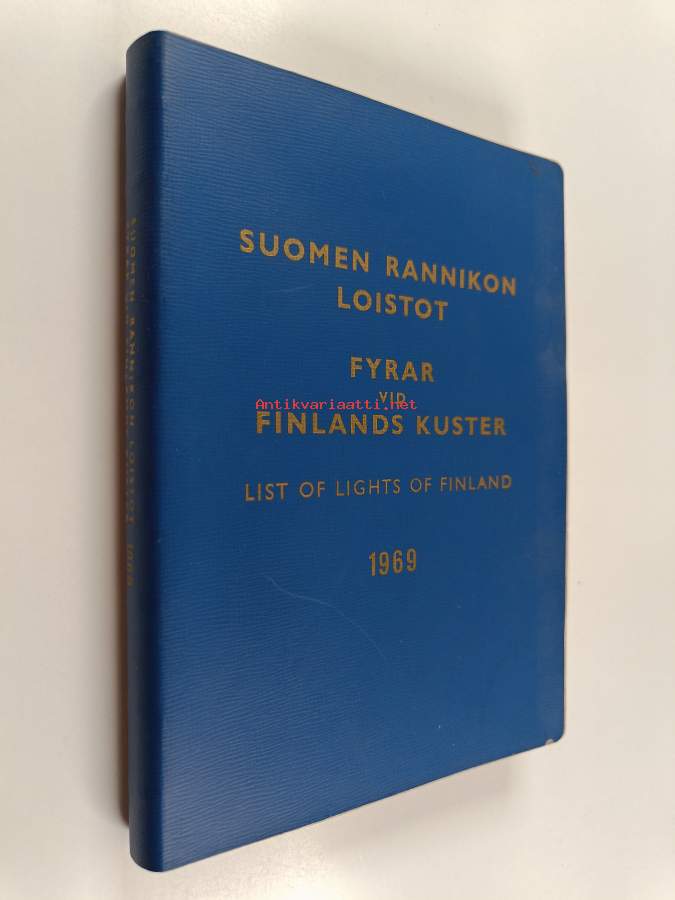 SUOMEN RANNIKON
LOISTOT
FYRAR
VID
Antikvariaatti.net
FINLANDS KUSTER
LIST OF LIGHTS OF FINLAND
1969
SUOMEN RANNIKON LOISTOT 1969